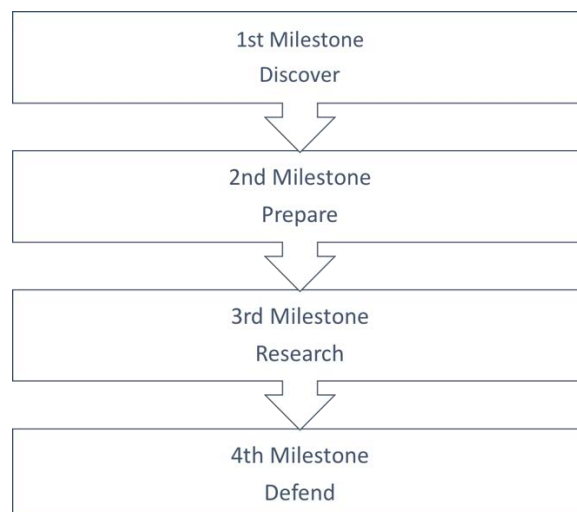 1st Milestone
Discover
2nd Milestone
Prepare
3rd Milestone
Research
4th Milestone
Defend